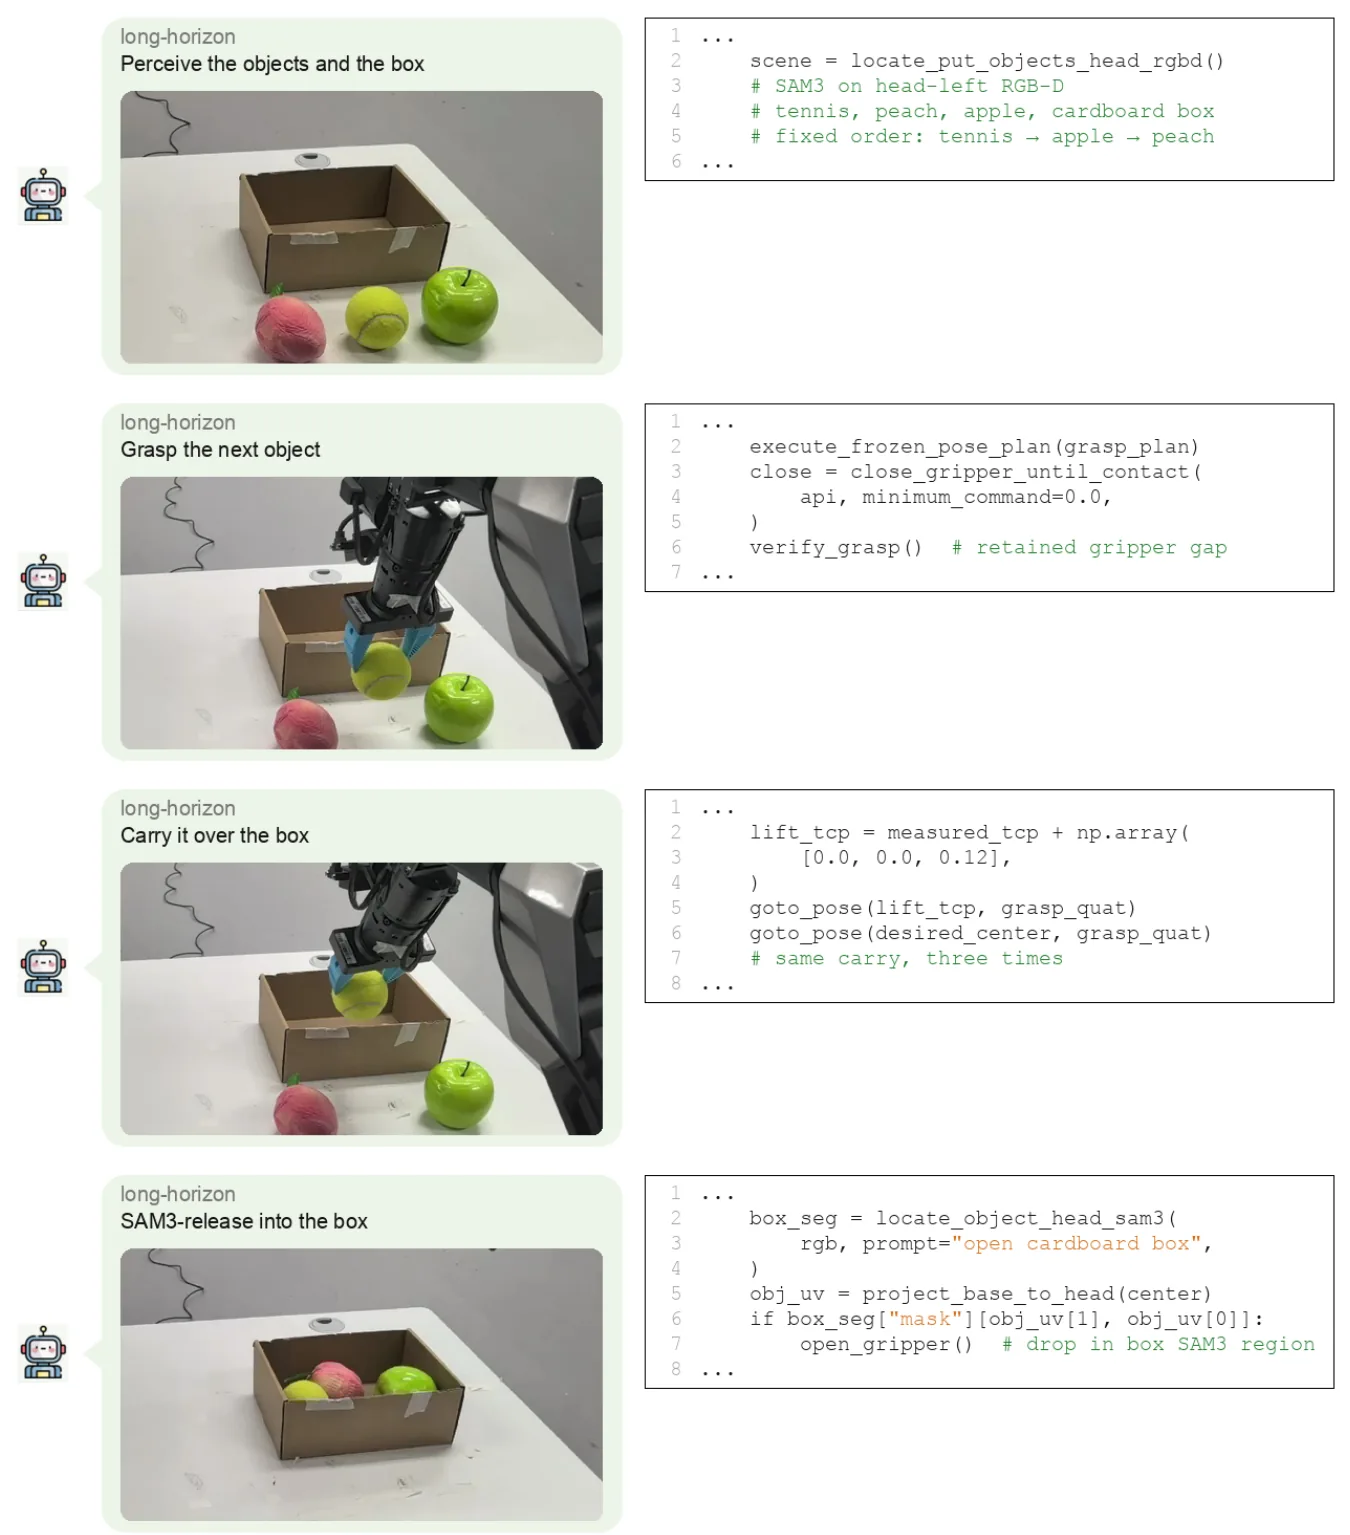 long-horizon
Perceive the objects and the box
1 ...
2     scene = locate_put_objects_head_rgbd()
3     # SAM3 on head-left RGB-D
4     # tennis, peach, apple, cardboard box
5     # fixed order: tennis → apple → peach
6 ...
long-horizon
Grasp the next object
1 ...
2     execute_frozen_pose_plan(grasp_plan)
3     close = close_gripper_until_contact(
4         api, minimum_command=0.0,
5     )
6     verify_grasp()  # retained gripper gap
7 ...
long-horizon
Carry it over the box
1 ...
2     lift_tcp = measured_tcp + np.array(
3         [0.0, 0.0, 0.12],
4     )
5     goto_pose(lift_tcp, grasp_quat)
6     goto_pose(desired_center, grasp_quat)
7     # same carry, three times
8 ...
long-horizon
SAM3-release into the box
1 ...
2     box_seg = locate_object_head_sam3(
3         rgb, prompt="open cardboard box",
4     )
5     obj_uv = project_base_to_head(center)
6     if box_seg["mask"][obj_uv[1], obj_uv[0]]:
7         open_gripper()  # drop in box SAM3 region
8 ...